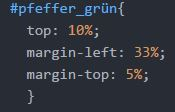 #pfeffer_grün{
top: 10%;
margin-left: 33%;
margin-top: 5%;
}